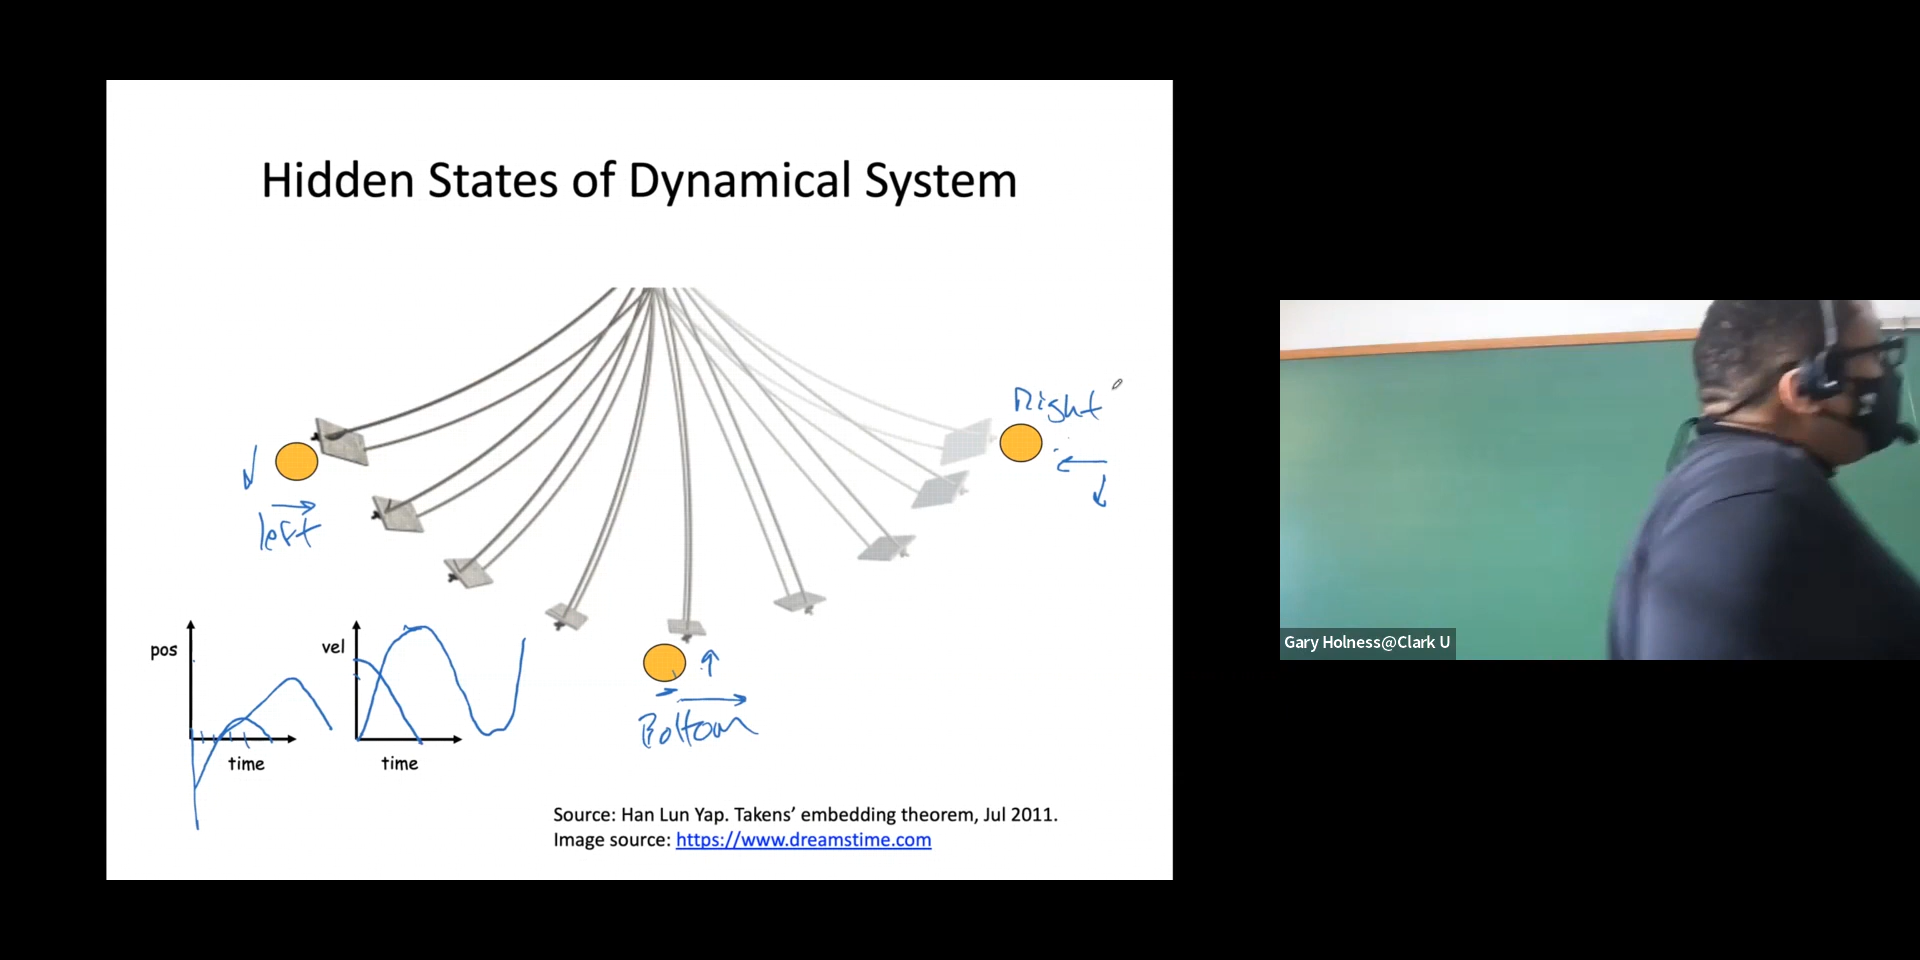 Hidden States of Dynamical System
Right
left
pos
vel
Bottom
time
time
Source: Han Lun Yap. Takens’ embedding theorem, Jul 2011.
Image source: https://www.dreamstime.com
Gary Holness@Clark U